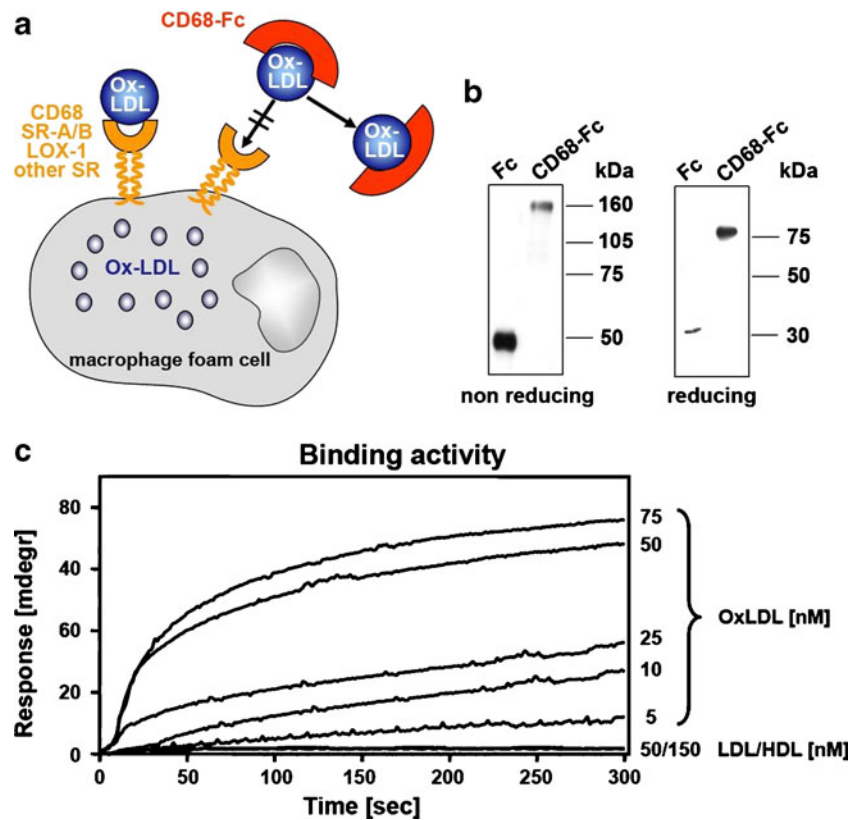 a
CD68-Fc
Ox-
LDL
Ox-
LDL
CD68
SR-A/B
LOX-1
other SR
Ox-
LDL
Ox-LDL
macrophage foam cell
b
Fc
CD68-Fc
kDa
160
105
75
50
non reducing
Fc
CD68-Fc
kDa
75
50
30
reducing
c
Binding activity
Response [mdegr]
80
40
60
20
0
0
50
100
150
200
250
300
Time [sec]
75
50
25
10
5
OxLDL [nM]
50/150 LDL/HDL [nM]